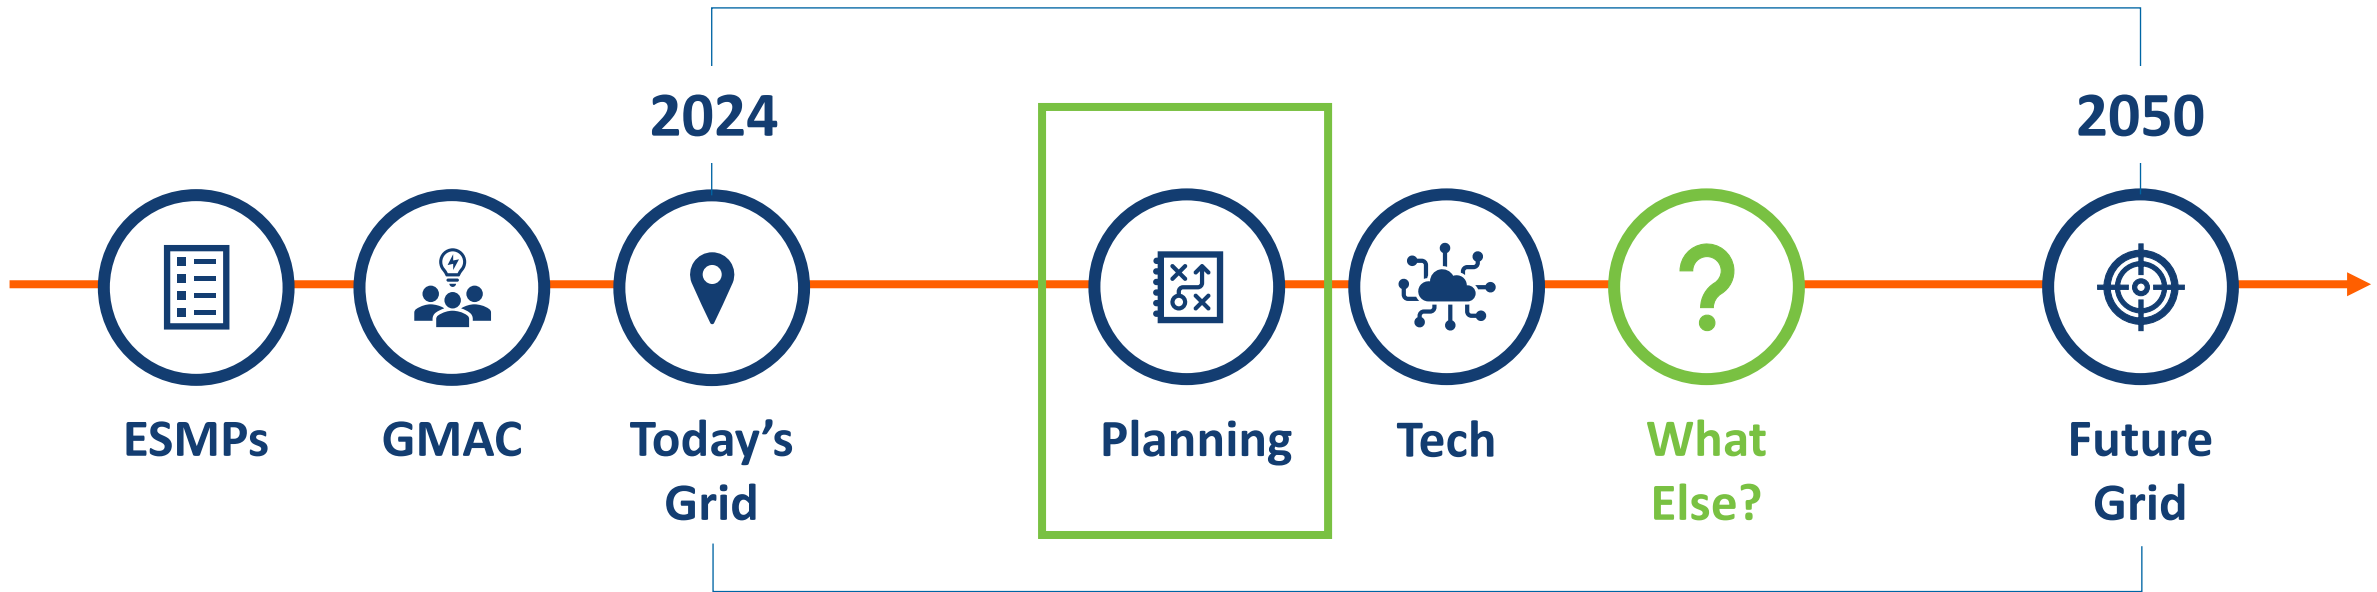 2024
2050
ESMPs
GMAC
Today's
Grid
Planning
Tech
What
Else?
Future
Grid